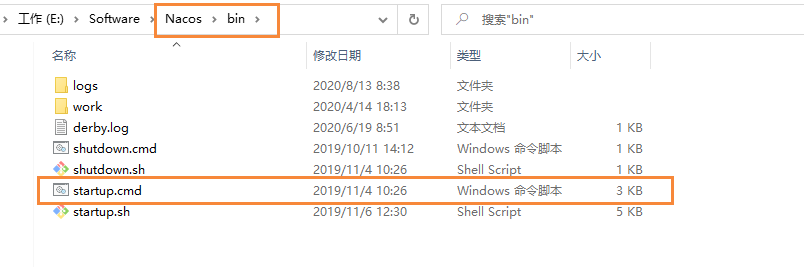 工作 (E:) > Software > Nacos > bin > 搜索"bin"
名称 修改日期 类型 大小
logs 2020/8/13 8:38 文件夹
work 2020/4/14 18:13 文件夹
derby.log 2020/6/19 8:51 文本文档 1 KB
shutdown.cmd 2019/10/11 14:12 Windows 命令脚本 1 KB
shutdown.sh 2019/11/4 10:26 Shell Script 1 KB
startup.cmd 2019/11/4 10:26 Windows 命令脚本 3 KB
startup.sh 2019/11/6 12:30 Shell Script 5 KB